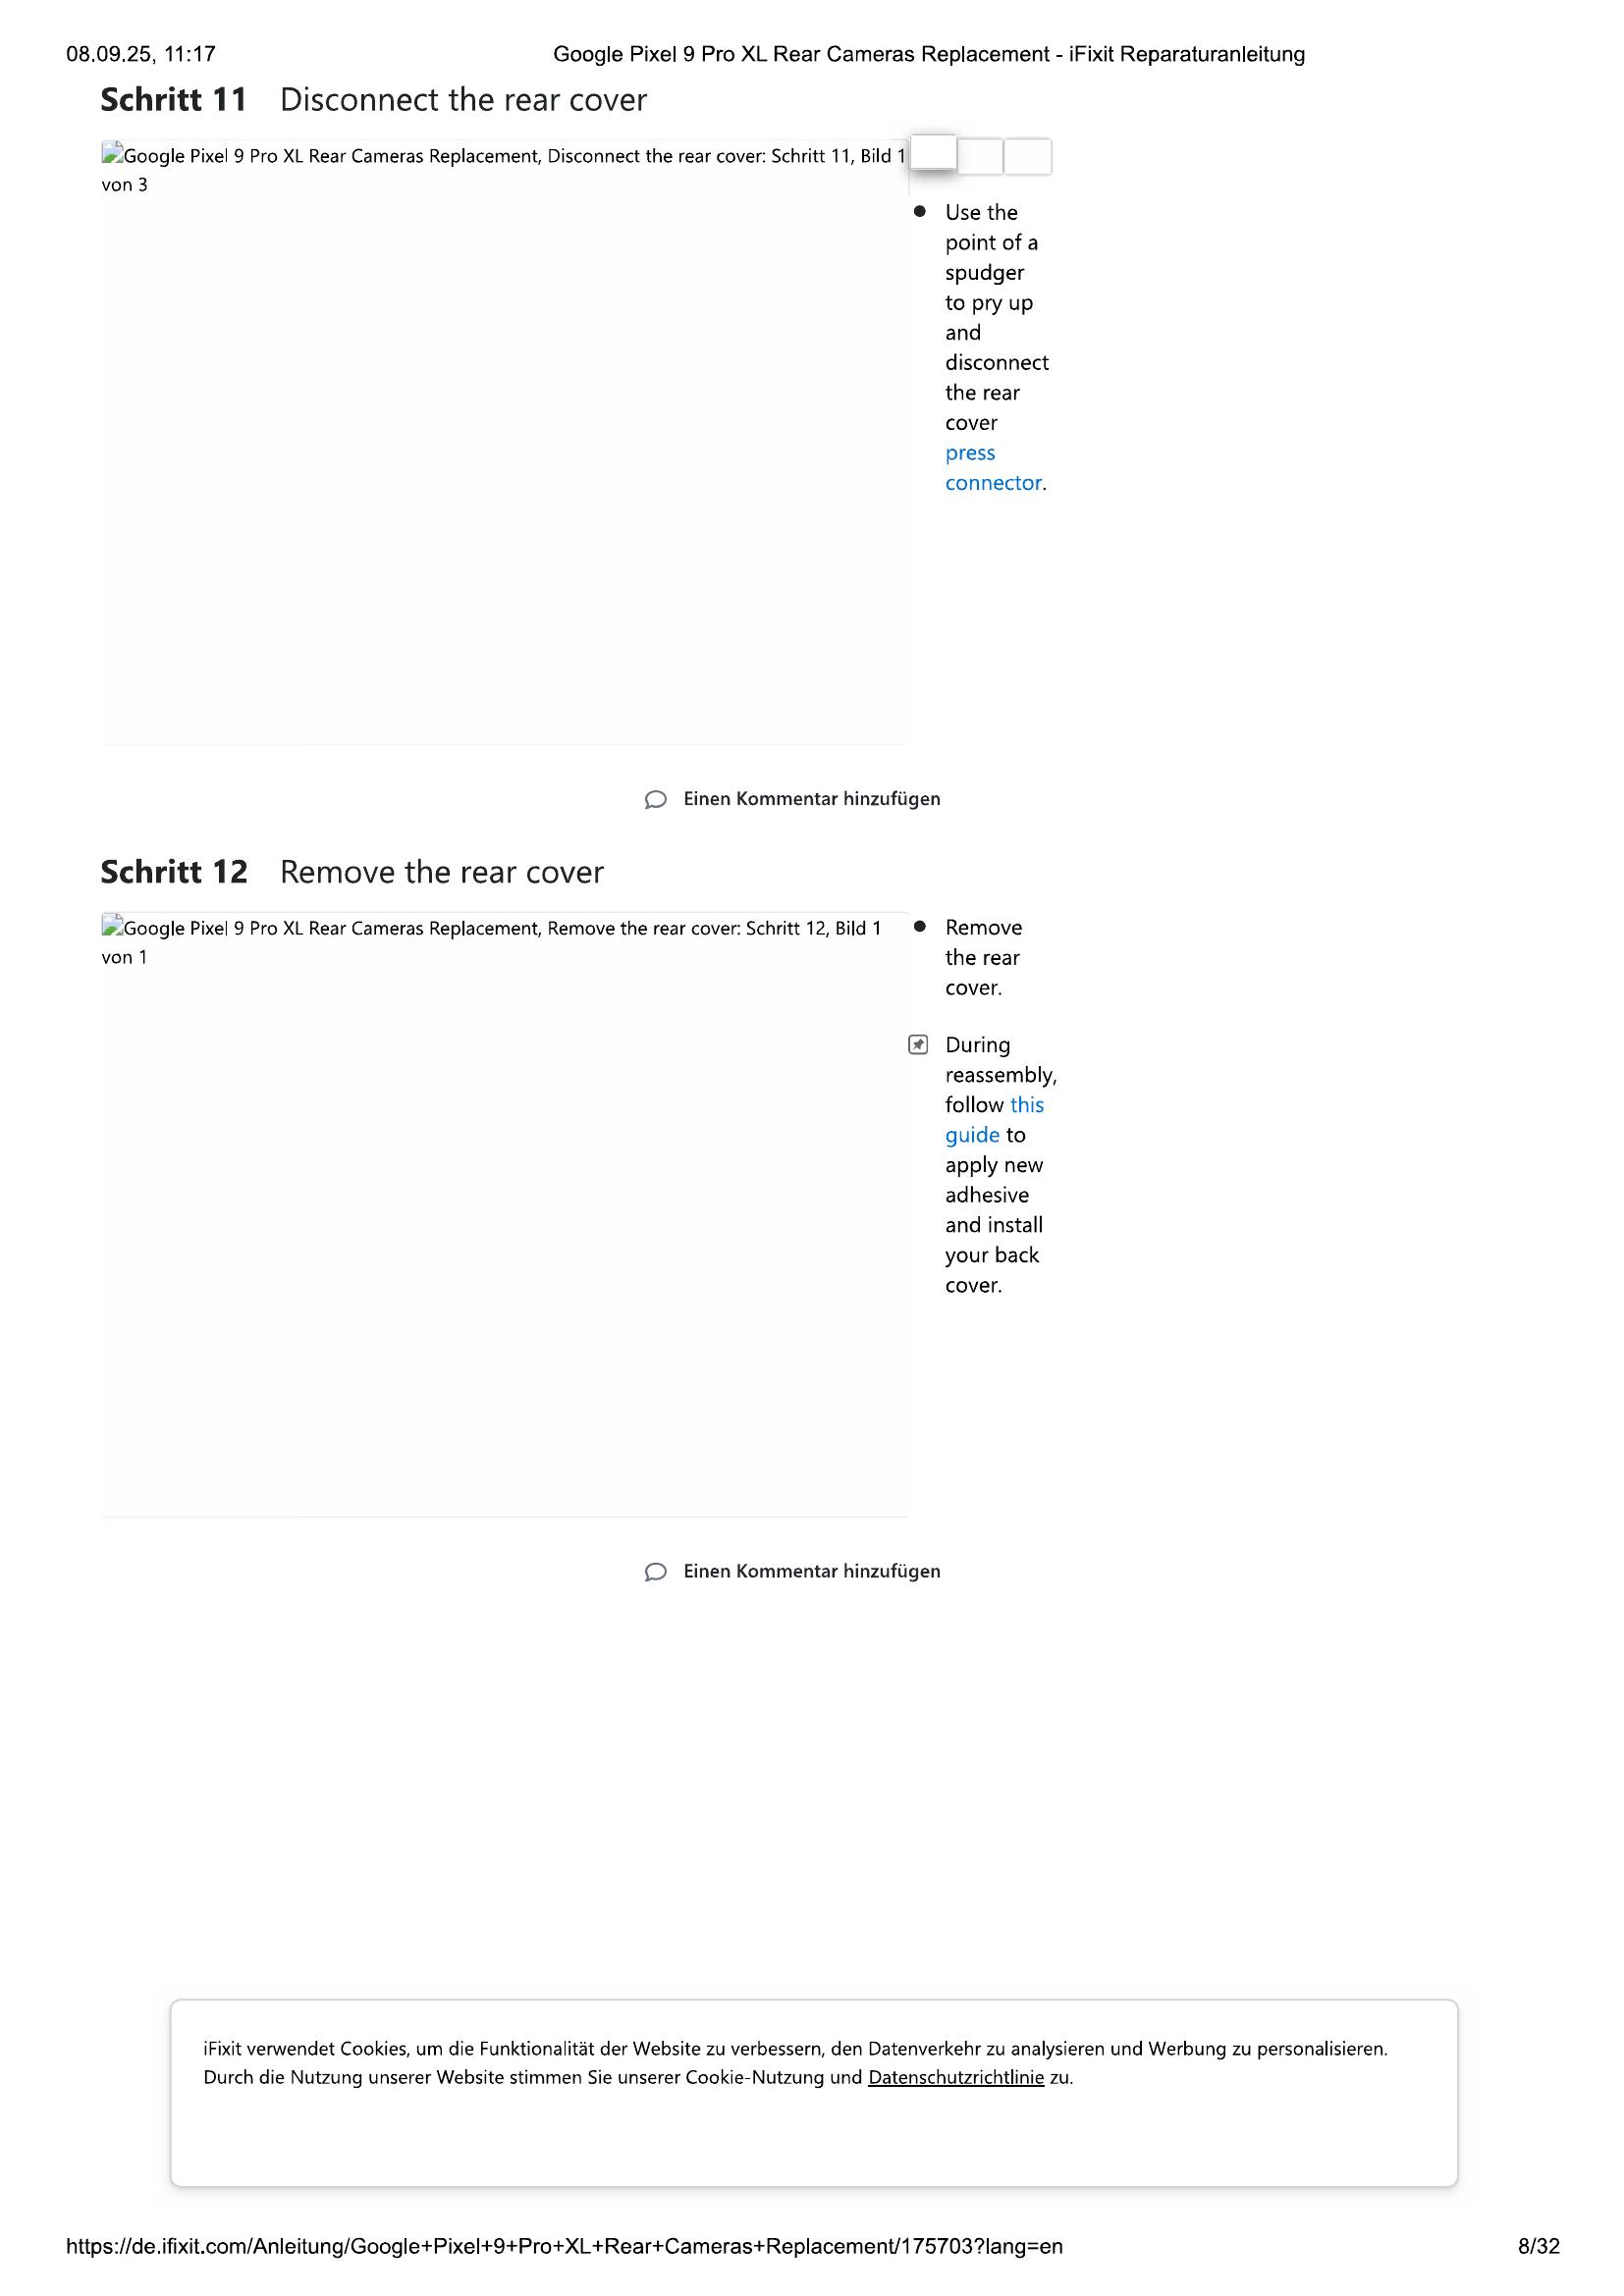 08.09.25, 11:17
Google Pixel 9 Pro XL Rear Cameras Replacement - iFixit Reparaturanleitung
Schritt 11 Disconnect the rear cover
Google Pixel 9 Pro XL Rear Cameras Replacement, Disconnect the rear cover: Schritt 11, Bild 1
von 3
Use the
point of a
spudger
to pry up
and
disconnect
the rear
cover
press
connector.
Einen Kommentar hinzufügen
Schritt 12 Remove the rear cover
Google Pixel 9 Pro XL Rear Cameras Replacement, Remove the rear cover: Schritt 12, Bild 1
von 1
Remove
the rear
cover.
During
reassembly,
follow this
guide to
apply new
adhesive
and install
your back
cover.
Einen Kommentar hinzufügen
iFixit verwendet Cookies, um die Funktionalität der Website zu verbessern, den Datenverkehr zu analysieren und Werbung zu personalisieren.
Durch die Nutzung unserer Website stimmen Sie unserer Cookie-Nutzung und Datenschutzrichtlinie zu.
https://de.ifixit.com/Anleitung/Google+Pixel+9+Pro+XL+Rear+Cameras+Replacement/175703?lang=en
8/32